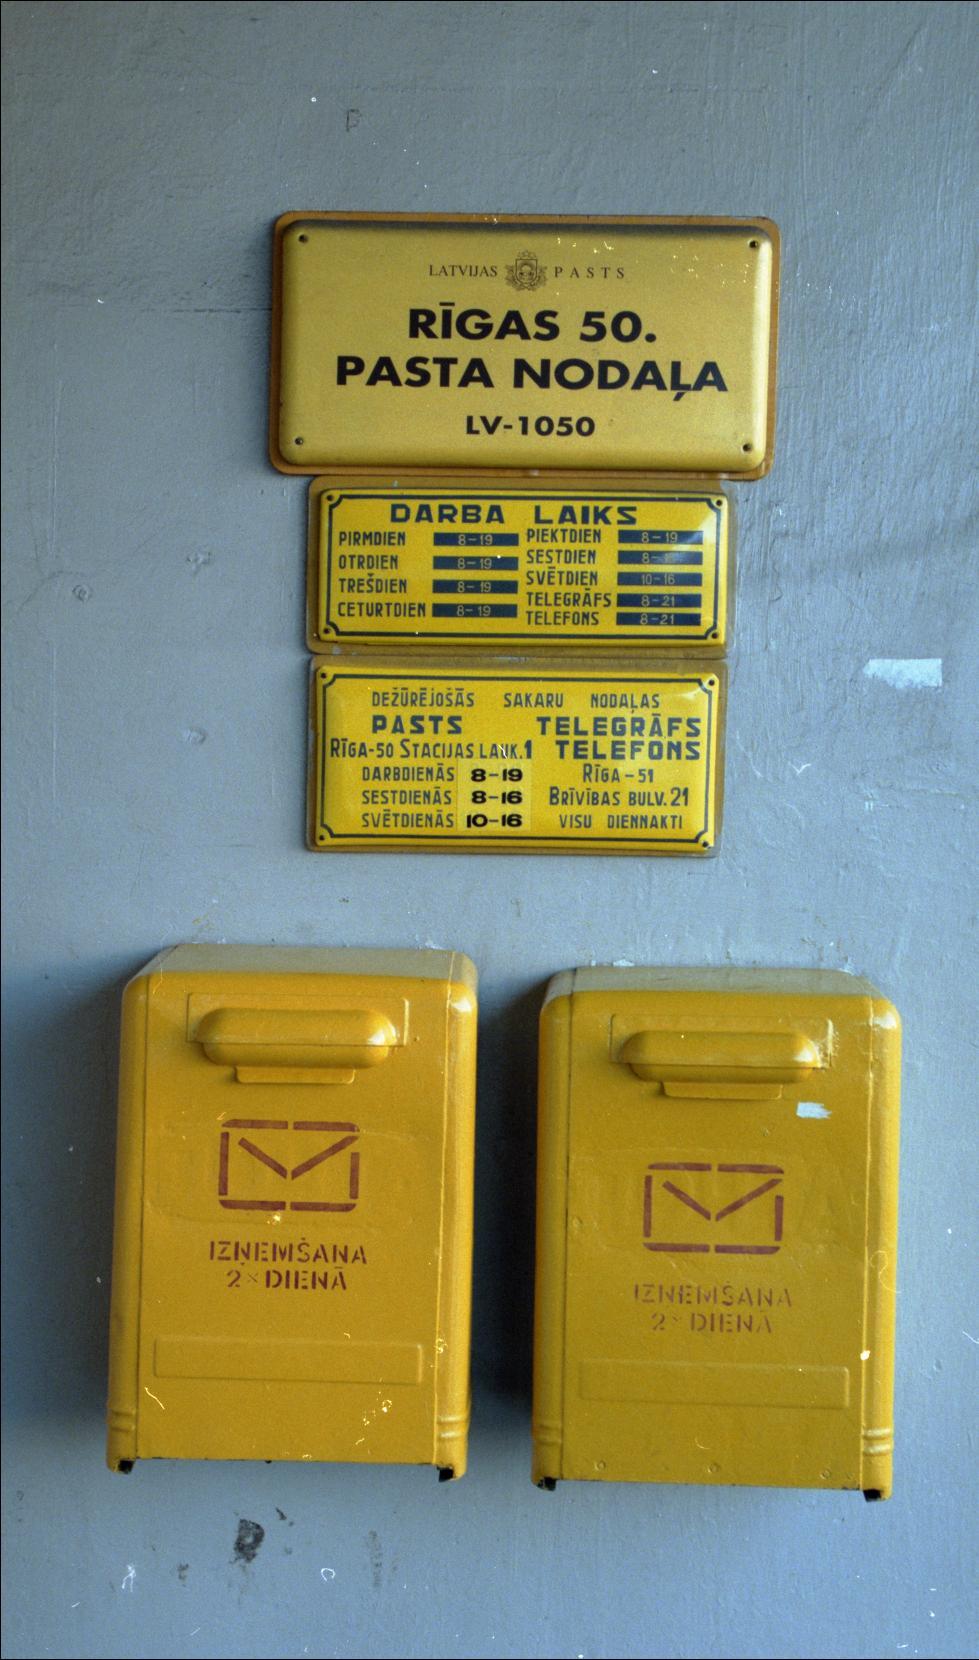 LATVIJAS PASTS
RĪGAS 50.
PASTA NODAĻA
LV-1050
DARBA LAIKS
PIRMDIEN 8-19
OTRDIEN 8-19
TREŠDIEN 8-19
CETURTDIEN 8-19
PIEKTDIEN 8-19
SESTDIEN 8-
SVĒTDIEN 10-16
TELEGRĀFS 8-21
TELEFONS 8-21
DEŽŪRĒJOŠĀS SAKARU NODAĻAS
PASTS
RĪGA-50 STACIJAS LAUK.1
DARBDIENĀS 8-19
SESTDIENĀS 8-16
SVĒTDIENĀS 10-16
TELEGRĀFS
TELEFONS
RĪGA-51
BRĪVĪBAS BULV.21
VISU DIENNAKTI
IZŅEMŠANA
2×DIENĀ
IZŅEMŠANA
2×DIENĀ